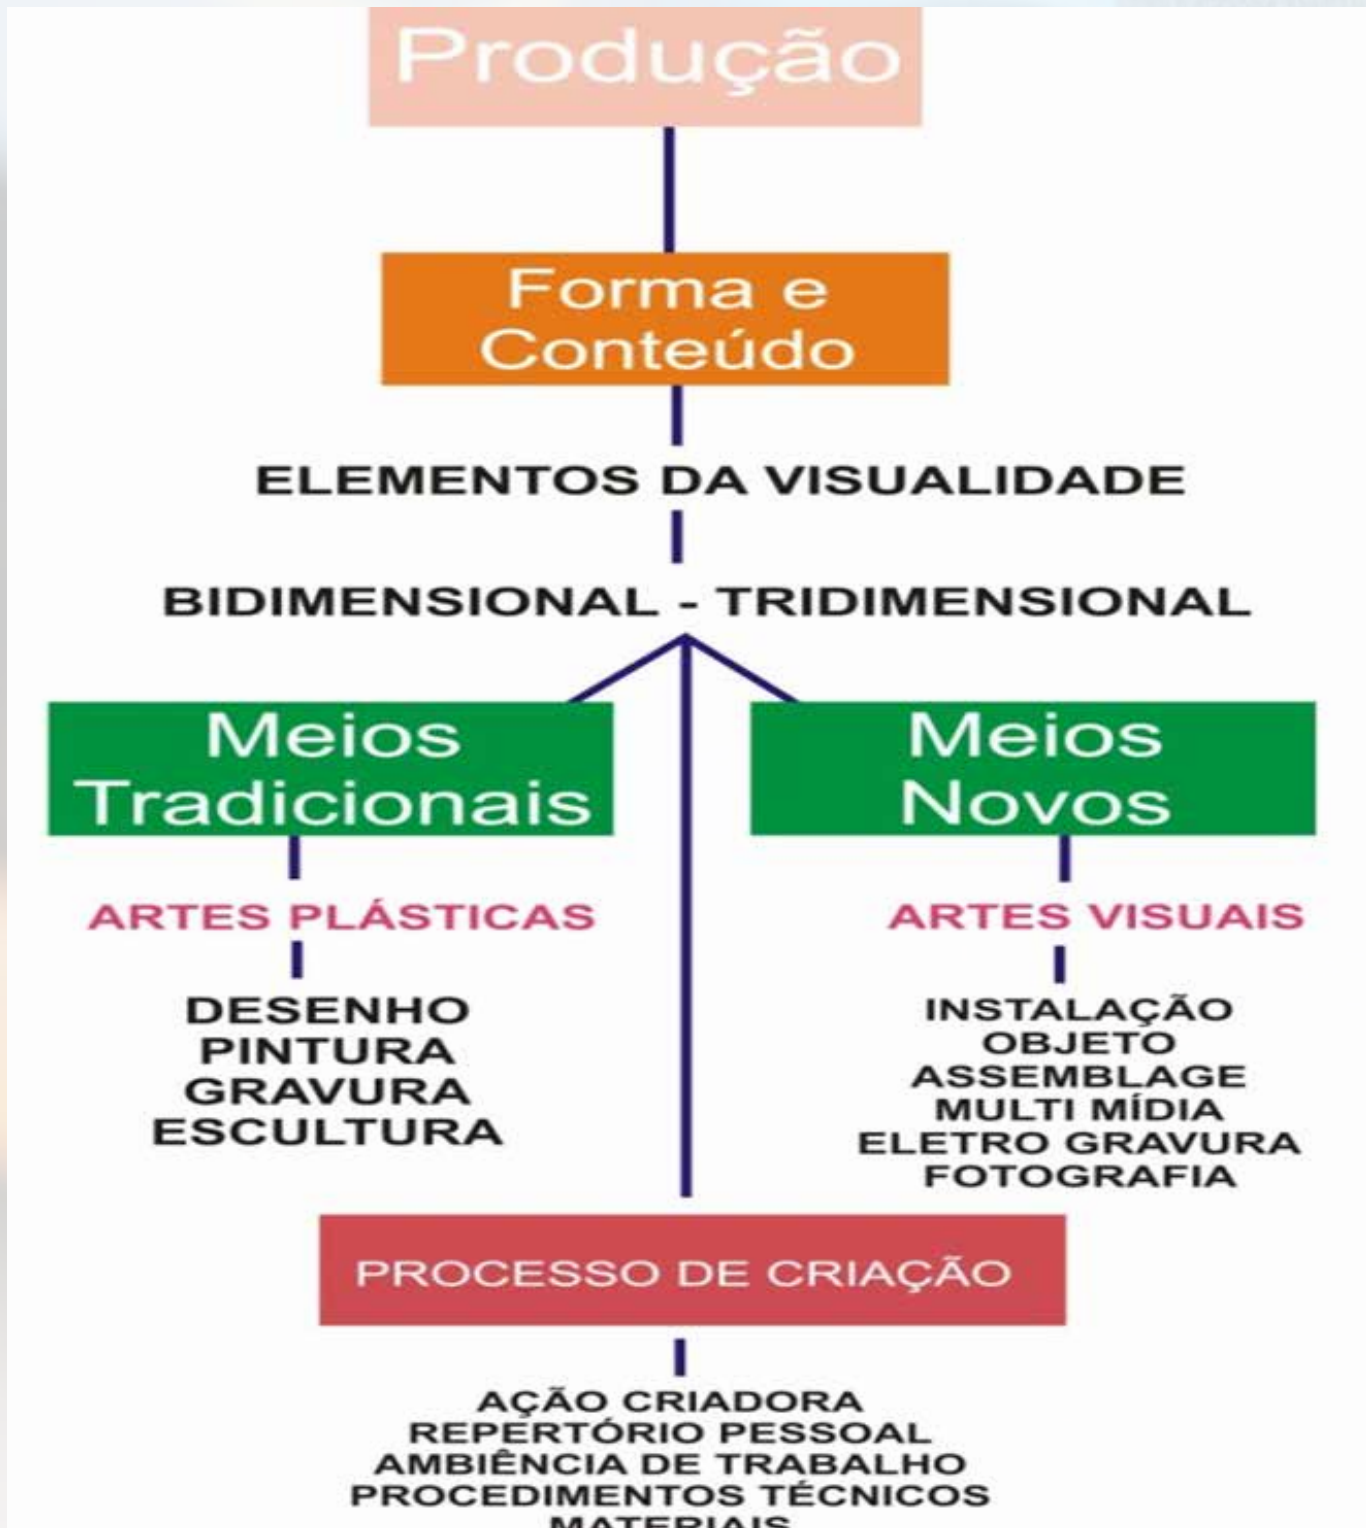 Produção
Forma e
Conteúdo
ELEMENTOS DA VISUALIDADE
BIDIMENSIONAL - TRIDIMENSIONAL
Meios
Tradicionais
ARTES PLÁSTICAS
DESENHO
PINTURA
GRAVURA
ESCULTURA
Meios
Novos
ARTES VISUAIS
INSTALAÇÃO
OBJETO
ASSEMBLAGE
MULTI MÍDIA
ELETRO GRAVURA
FOTOGRAFIA
PROCESSO DE CRIAÇÃO
AÇÃO CRIADORA
REPERTÓRIO PESSOAL
AMBIÊNCIA DE TRABALHO
PROCEDIMENTOS TÉCNICOS
MATERIAIS